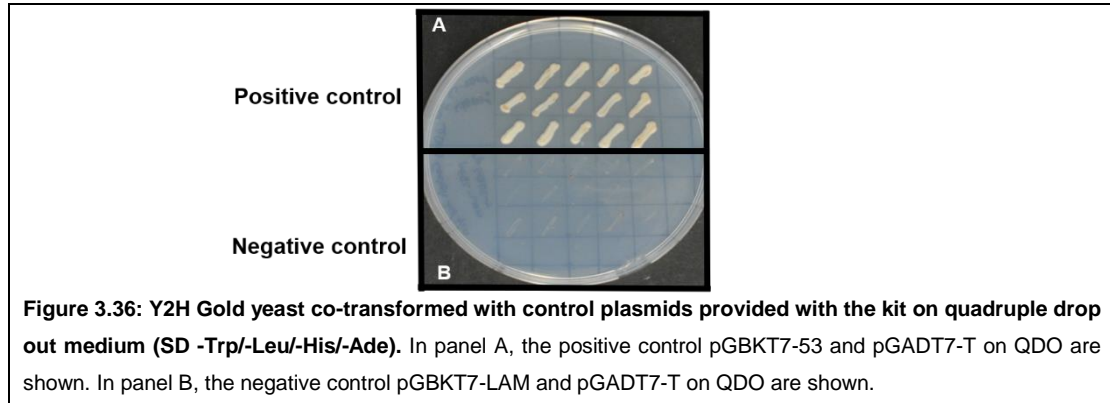 A
Positive control
Negative control
B
Figure 3.36: Y2H Gold yeast co-transformed with control plasmids provided with the kit on quadruple drop
out medium (SD -Trp/-Leu/-His/-Ade). In panel A, the positive control pGBKT7-53 and pGADT7-T on QDO are
shown. In panel B, the negative control pGBKT7-LAM and pGADT7-T on QDO are shown.